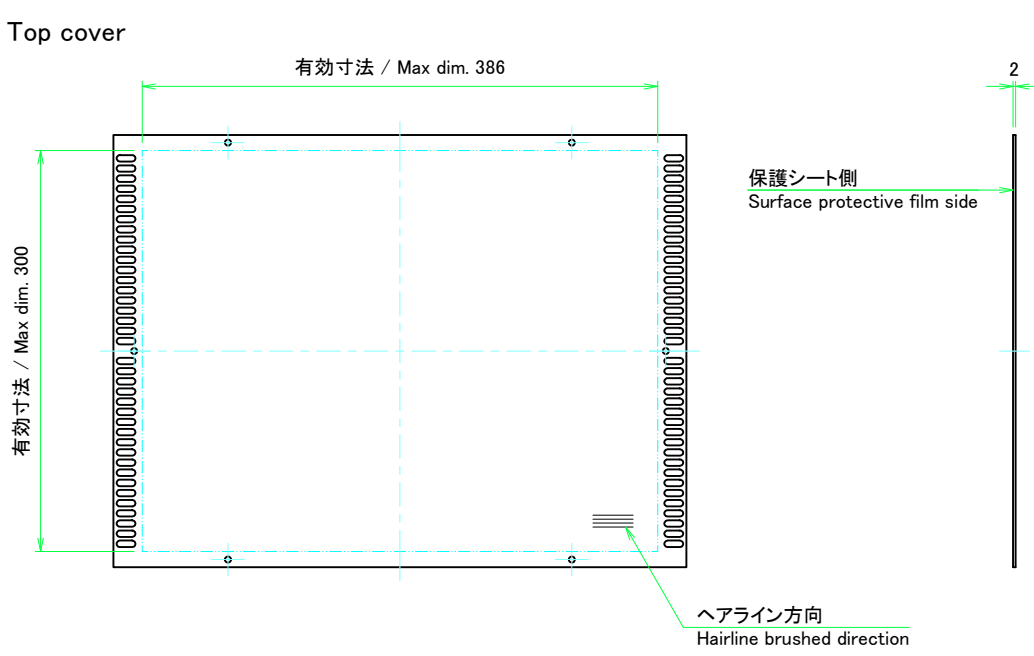 Top cover
有効寸法 / Max dim. 386
2
保護シート側
Surface protective film side
有効寸法 / Max dim. 300
ヘアライン方向
Hairline brushed direction